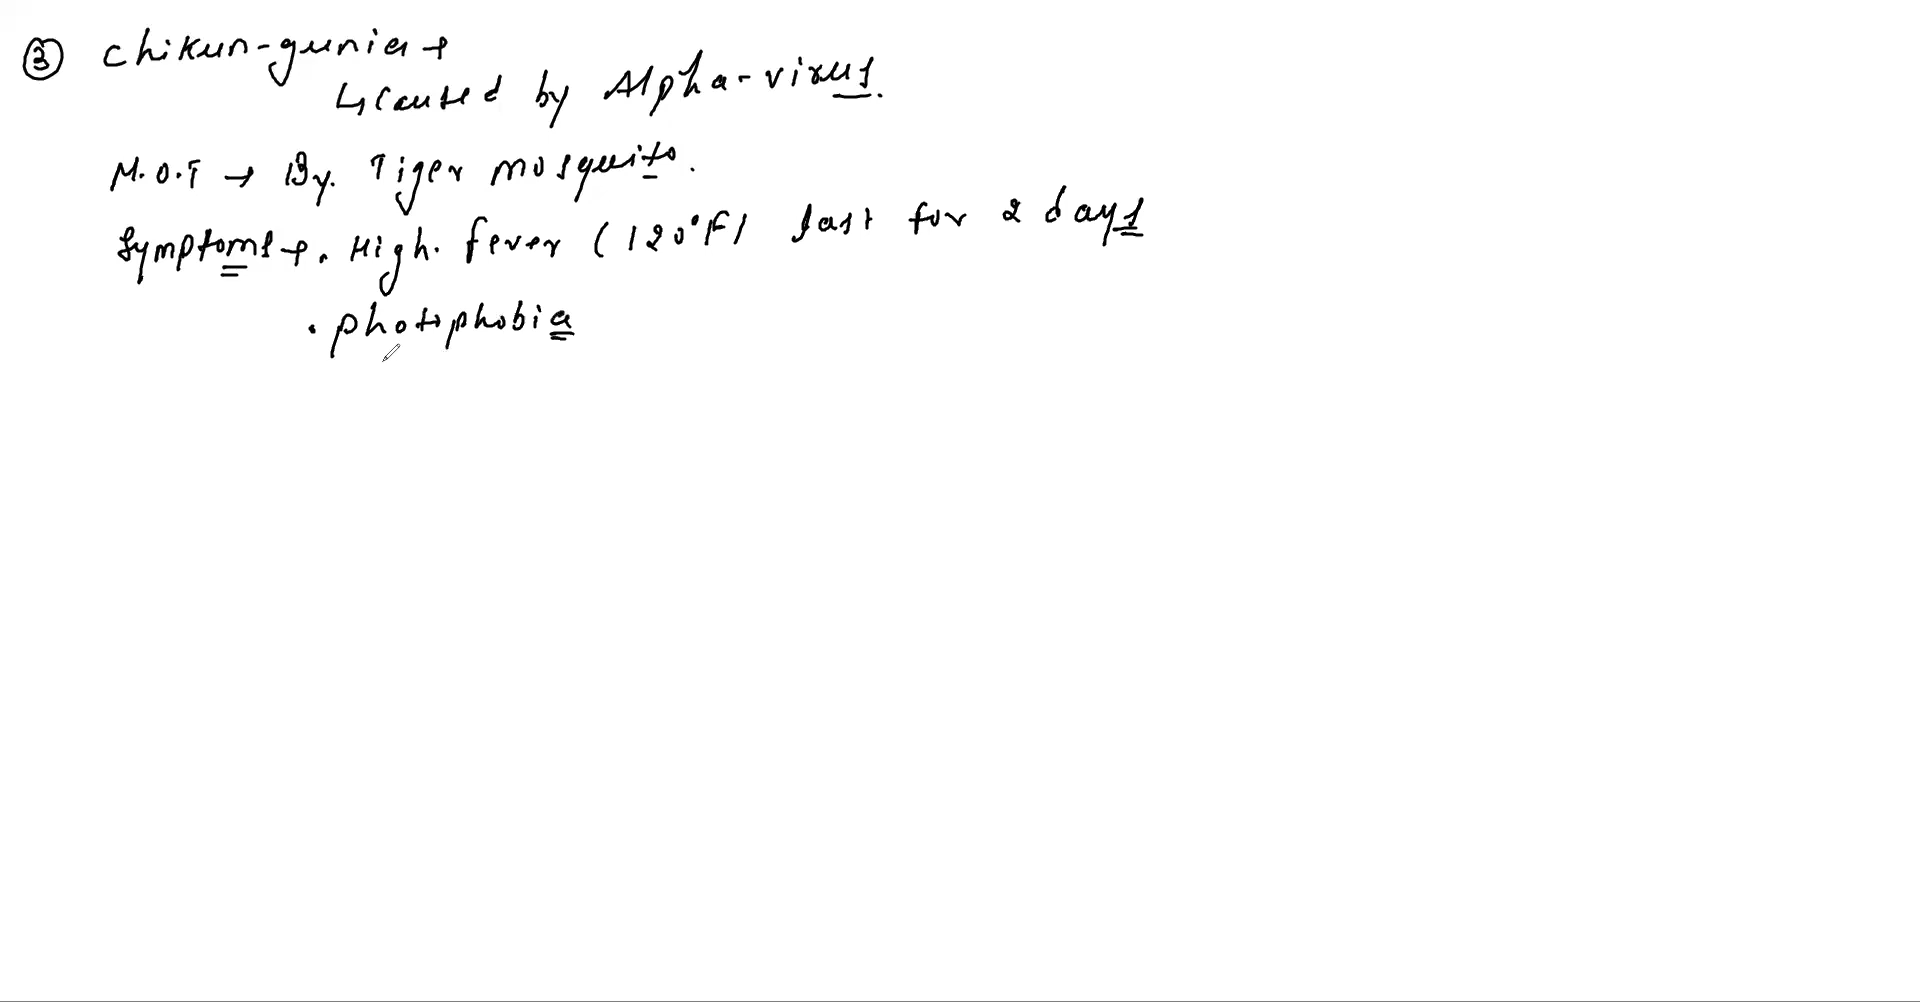 ③ chikun-gunia →
↳ caused by Alpha-virus.
M.O.T → By. Tiger mosquito.
Symptoms → . High. fever (120°F) last for 2 days
. photophobia